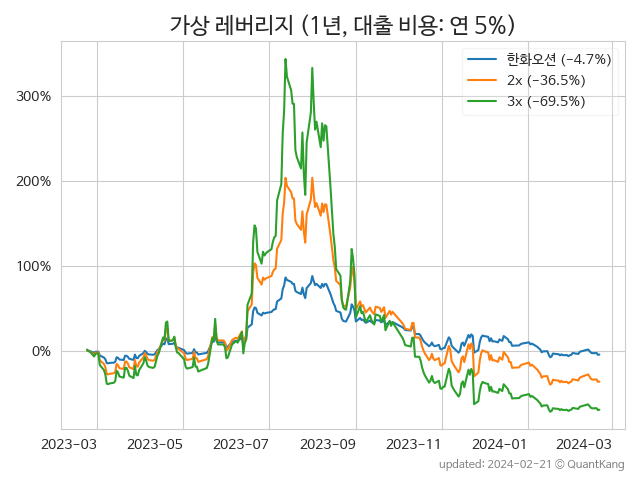 가상 레버리지 (1년, 대출 비용: 연 5%)
한화오션 (−4.7%)
2x (−36.5%)
3x (−69.5%)
300%
200%
100%
0%
2023-03 2023-05 2023-07 2023-09 2023-11 2024-01 2024-03
updated: 2024-02-21 © QuantKang